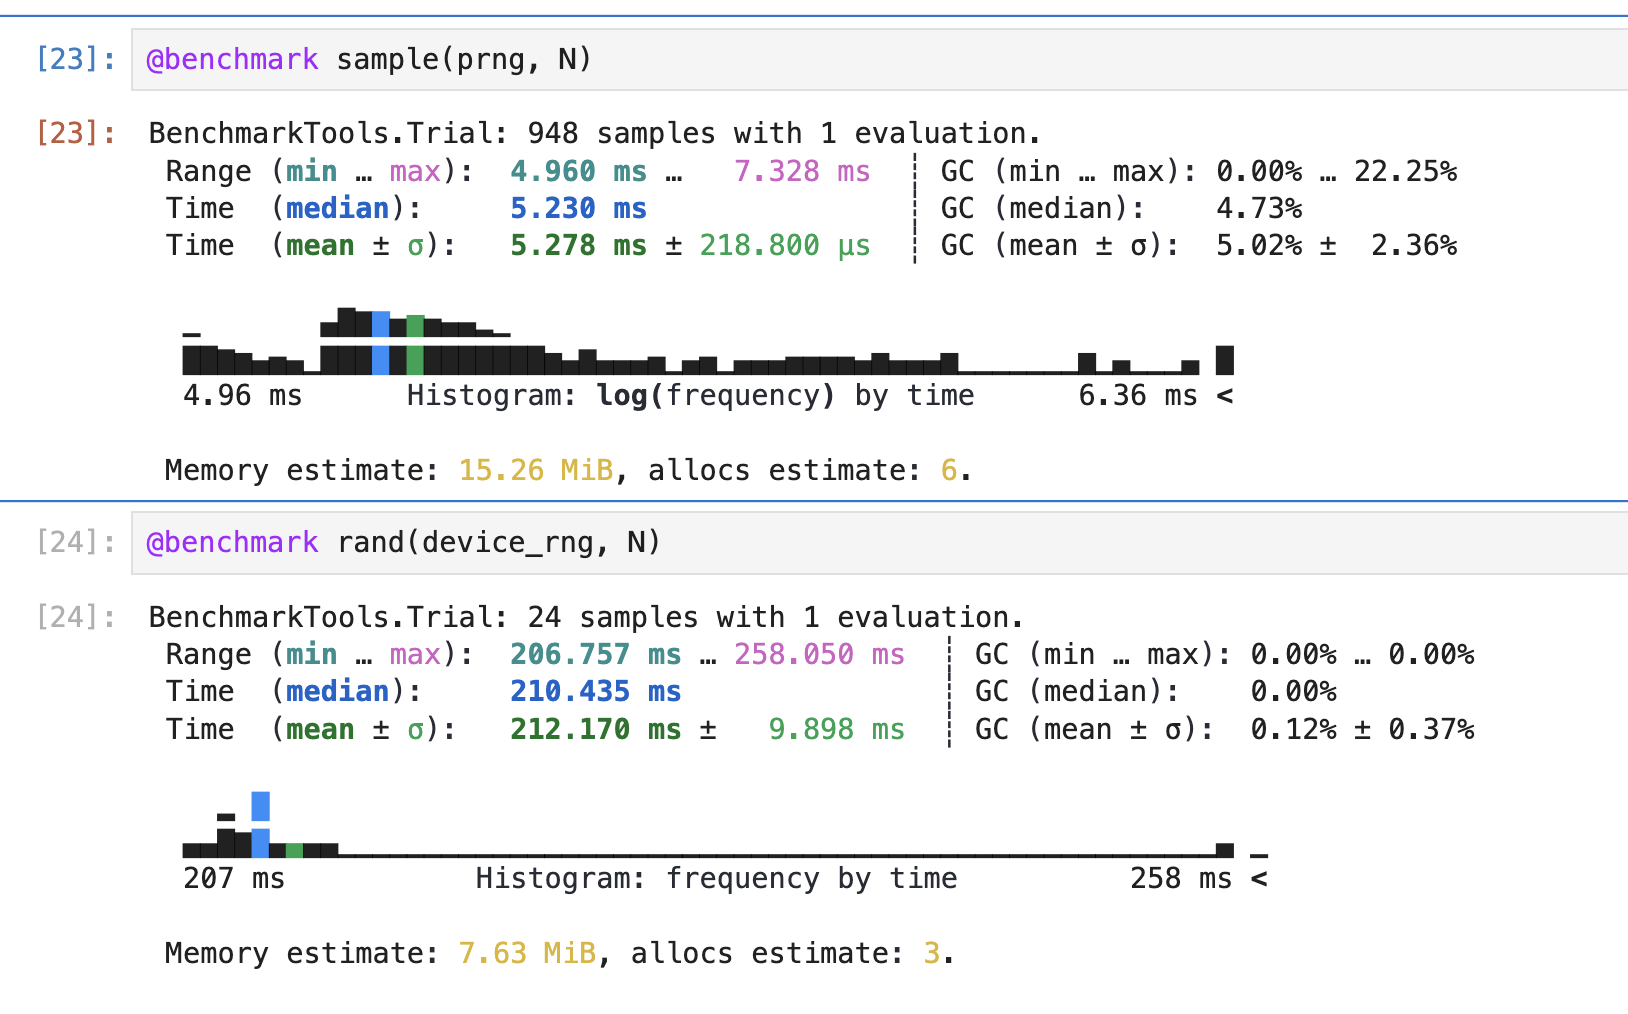 [23]: @benchmark sample(prng, N)
[23]: BenchmarkTools.Trial: 948 samples with 1 evaluation.
Range (min … max): 4.960 ms … 7.328 ms ┊ GC (min … max): 0.00% … 22.25%
Time (median): 5.230 ms ┊ GC (median): 4.73%
Time (mean ± σ): 5.278 ms ± 218.800 μs ┊ GC (mean ± σ): 5.02% ± 2.36%
4.96 ms Histogram: log(frequency) by time 6.36 ms <
Memory estimate: 15.26 MiB, allocs estimate: 6.
[24]: @benchmark rand(device_rng, N)
[24]: BenchmarkTools.Trial: 24 samples with 1 evaluation.
Range (min … max): 206.757 ms … 258.050 ms ┊ GC (min … max): 0.00% … 0.00%
Time (median): 210.435 ms ┊ GC (median): 0.00%
Time (mean ± σ): 212.170 ms ± 9.898 ms ┊ GC (mean ± σ): 0.12% ± 0.37%
207 ms Histogram: frequency by time 258 ms <
Memory estimate: 7.63 MiB, allocs estimate: 3.